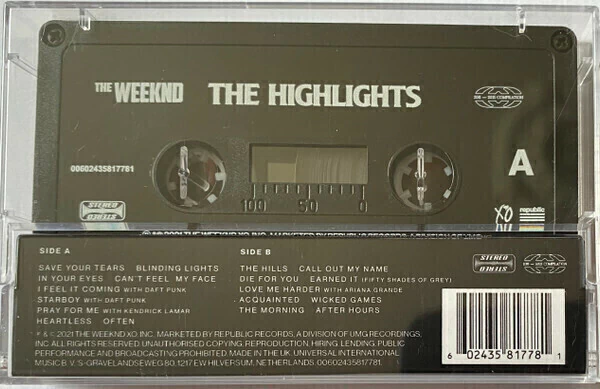 THE WEEKND THE HIGHLIGHTS
00602435817781
A
STEREO
100 50 0
XO
republic
SIDE A
SAVE YOUR TEARS BLINDING LIGHTS
IN YOUR EYES CAN'T FEEL MY FACE
I FEEL IT COMING WITH DAFT PUNK
STARBOY WITH DAFT PUNK
PRAY FOR ME WITH KENDRICK LAMAR
HEARTLESS OFTEN
SIDE B
THE HILLS CALL OUT MY NAME
DIE FOR YOU EARNED IT (FIFTY SHADES OF GREY)
LOVE ME HARDER WITH ARIANA GRANDE
ACQUAINTED WICKED GAMES
THE MORNING AFTER HOURS
STEREO
℗ & © 2021 THE WEEKND XO, INC. MARKETED BY REPUBLIC RECORDS, A DIVISION OF UMG RECORDINGS,
INC. ALL RIGHTS RESERVED. UNAUTHORISED COPYING, REPRODUCTION, HIRING, LENDING, PUBLIC
PERFORMANCE AND BROADCASTING PROHIBITED. MADE IN THE UK. UNIVERSAL INTERNATIONAL
MUSIC B.V. S-GRAVELANDSEWEG 80, 1217 EW HILVERSUM, NETHERLANDS.
6 02435 81778 1